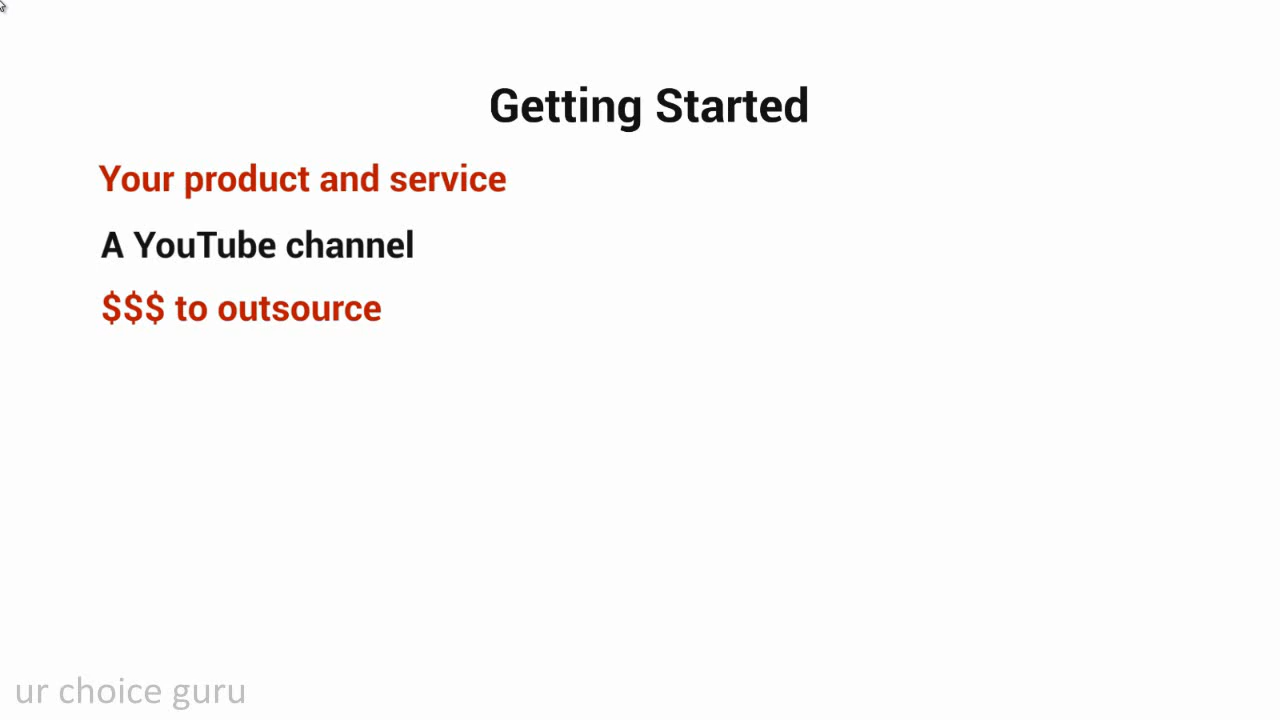 Getting Started
Your product and service
A YouTube channel
$$$ to outsource
ur choice guru